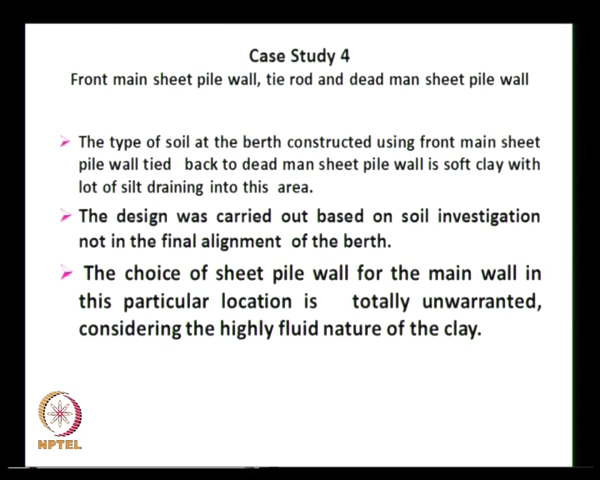 Case Study 4
Front main sheet pile wall, tie rod and dead man sheet pile wall
The type of soil at the berth constructed using front main sheet
pile wall tied back to dead man sheet pile wall is soft clay with
lot of silt draining into this area.
The design was carried out based on soil investigation
not in the final alignment of the berth.
The choice of sheet pile wall for the main wall in
this particular location is totally unwarranted,
considering the highly fluid nature of the clay.
NPTEL